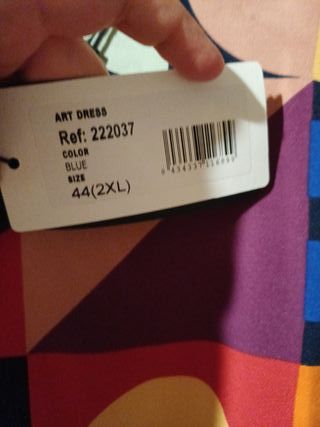 ART DRESS
Ref: 222037
COLOR
BLUE
SIZE
44(2XL)